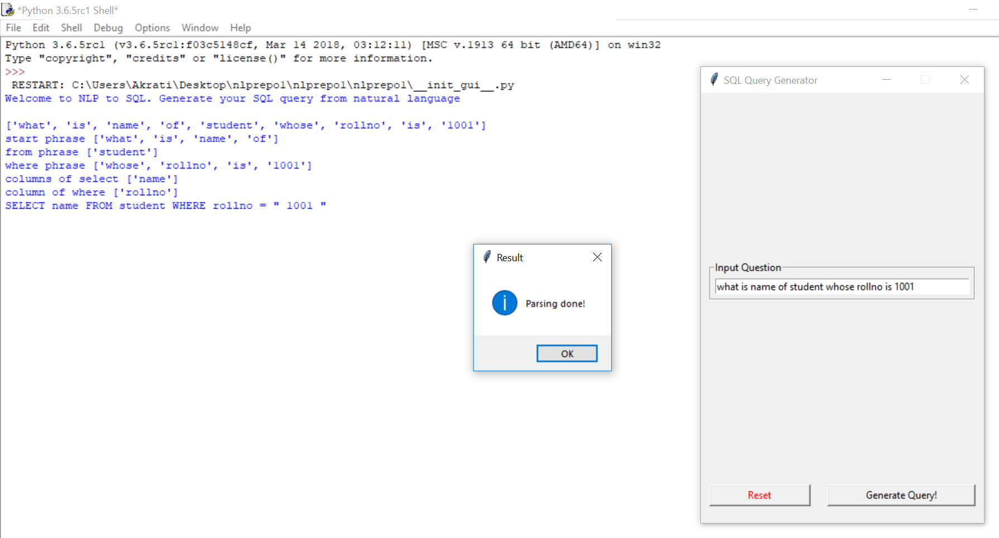 *Python 3.6.5rc1 Shell*
File Edit Shell Debug Options Window Help
Python 3.6.5rc1 (v3.6.5rc1:f03c5148cf, Mar 14 2018, 03:12:11) [MSC v.1913 64 bit (AMD64)] on win32
Type "copyright", "credits" or "license()" for more information.
>>>
RESTART: C:\Users\Akrati\Desktop\nlprepol\nlprepol\nlprepol\__init_gui__.py
Welcome to NLP to SQL. Generate your SQL query from natural language
['what', 'is', 'name', 'of', 'student', 'whose', 'rollno', 'is', '1001']
start phrase ['what', 'is', 'name', 'of']
from phrase ['student']
where phrase ['whose', 'rollno', 'is', '1001']
columns of select ['name']
column of where ['rollno']
SELECT name FROM student WHERE rollno = " 1001 "
Result
Parsing done!
OK
SQL Query Generator
Input Question
what is name of student whose rollno is 1001
Reset
Generate Query!